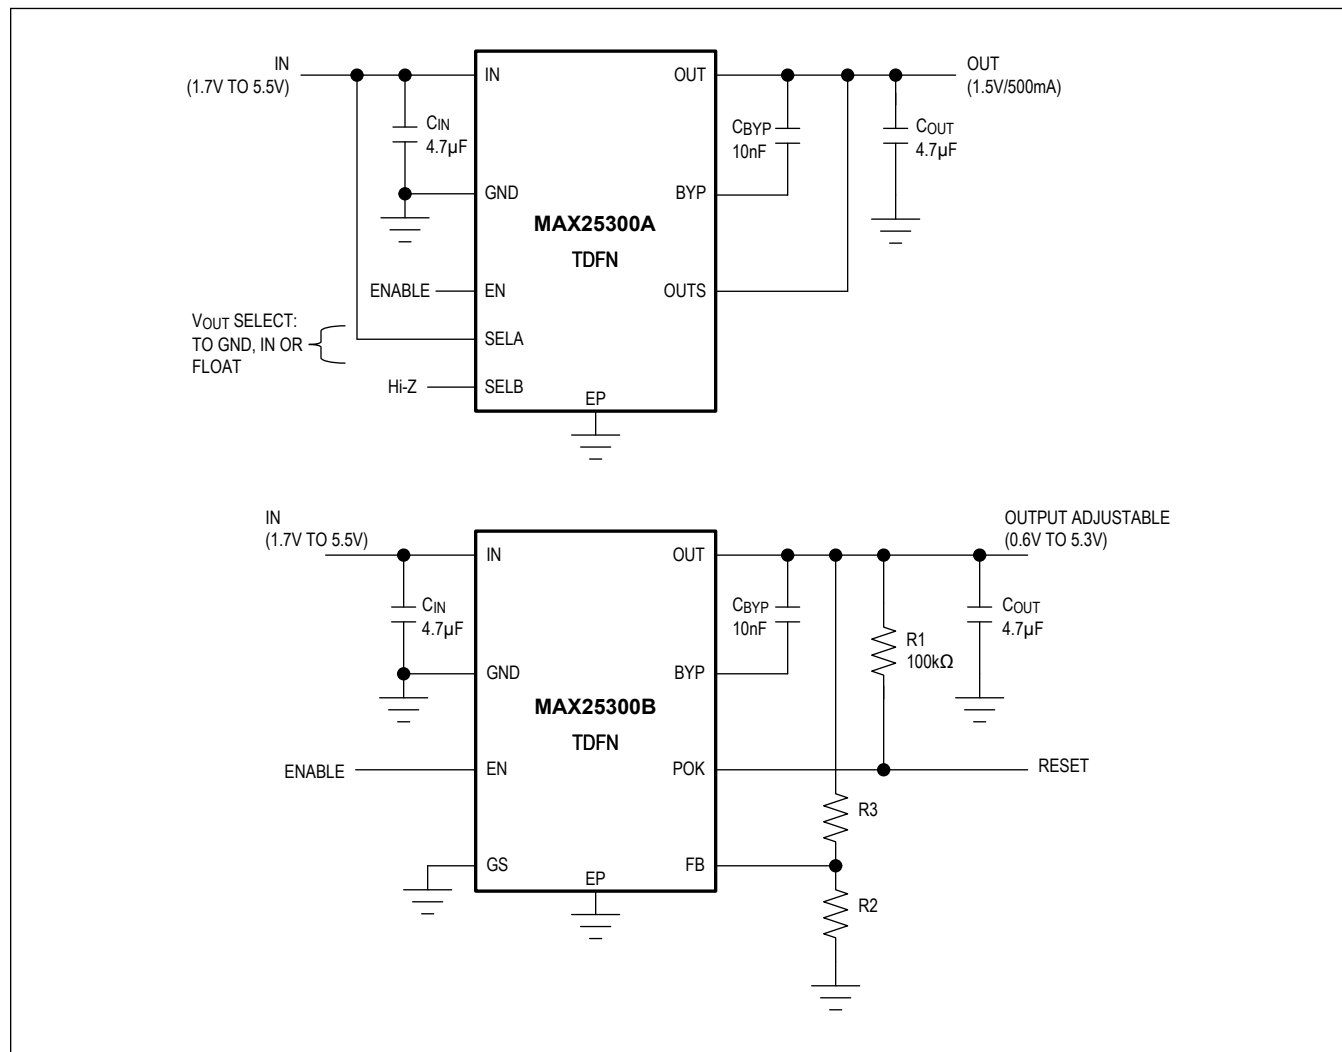 IN
(1.7V TO 5.5V)
CIN
4.7µF
IN
GND
EN
SELA
SELB
ENABLE
VOUT SELECT:
TO GND, IN OR
FLOAT
Hi-Z
MAX25300A
TDFN
EP
OUT
BYP
OUTS
CBYP
10nF
COUT
4.7µF
OUT
(1.5V/500mA)
IN
(1.7V TO 5.5V)
CIN
4.7µF
IN
GND
EN
GS
ENABLE
MAX25300B
TDFN
EP
OUT
BYP
POK
FB
CBYP
10nF
R1
100kΩ
COUT
4.7µF
OUTPUT ADJUSTABLE
(0.6V TO 5.3V)
RESET
R3
R2